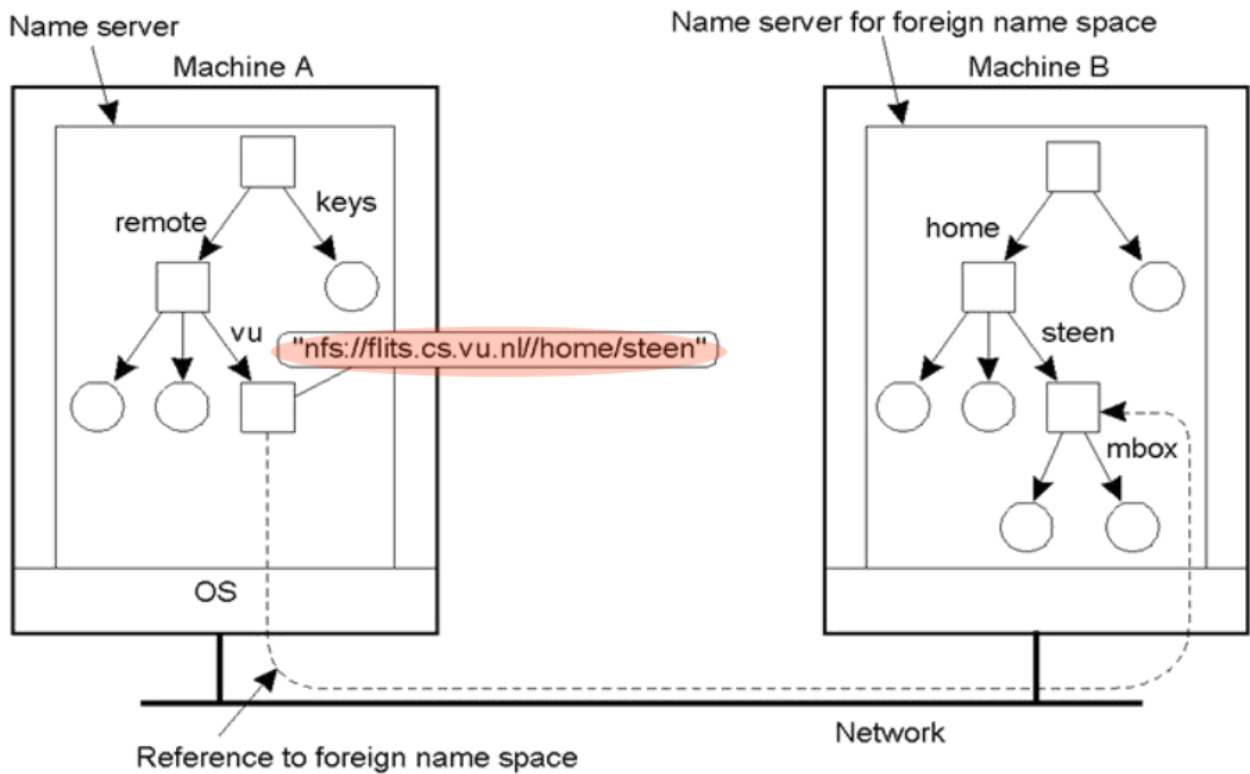 Name server
Name server for foreign name space
Machine A
Machine B
keys
remote
home
vu
steen
"nfs://flits.cs.vu.nl//home/steen"
mbox
OS
Network
Reference to foreign name space